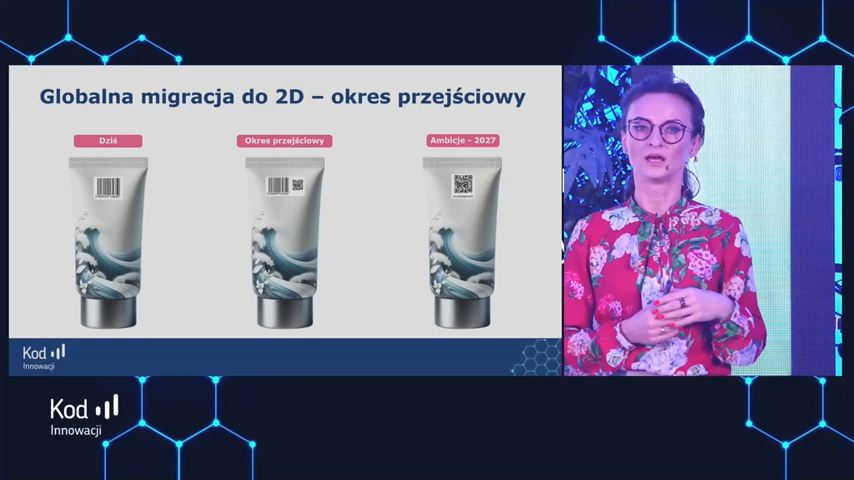 Globalna migracja do 2D – okres przejściowy
Dziś
Okres przejściowy
Ambicje – 2027
Kod
Innowacji
Kod
Innowacji